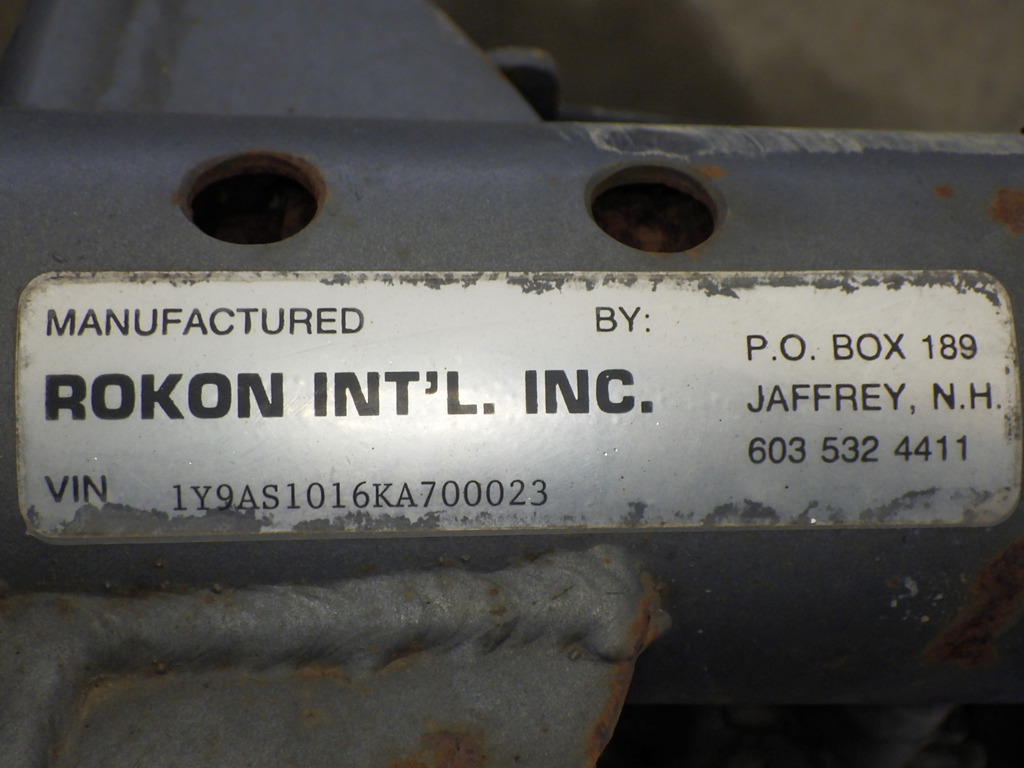 MANUFACTURED BY:
ROKON INT'L. INC.
VIN 1Y9AS1016KA700023
P.O. BOX 189
JAFFREY, N.H.
603 532 4411